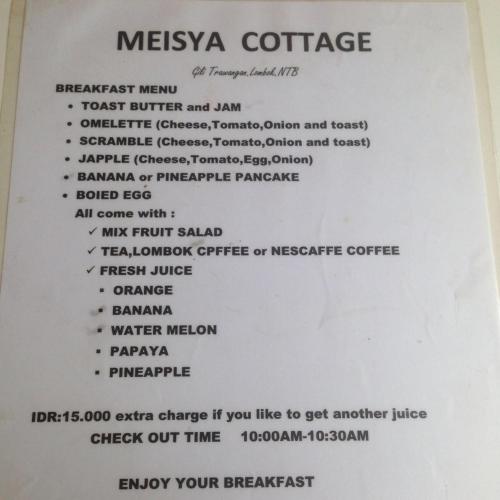 MEISYA COTTAGE
Gili Trawangan,Lombok,NTB
BREAKFAST MENU
• TOAST BUTTER and JAM
• OMELETTE (Cheese,Tomato,Onion and toast)
• SCRAMBLE (Cheese,Tomato,Onion and toast)
• JAPPLE (Cheese,Tomato,Egg,Onion)
• BANANA or PINEAPPLE PANCAKE
• BOIED EGG
All come with :
✓ MIX FRUIT SALAD
✓ TEA,LOMBOK CPFFEE or NESCAFFE COFFEE
✓ FRESH JUICE
▪ ORANGE
▪ BANANA
▪ WATER MELON
▪ PAPAYA
▪ PINEAPPLE
IDR:15.000 extra charge if you like to get another juice
CHECK OUT TIME 10:00AM-10:30AM
ENJOY YOUR BREAKFAST